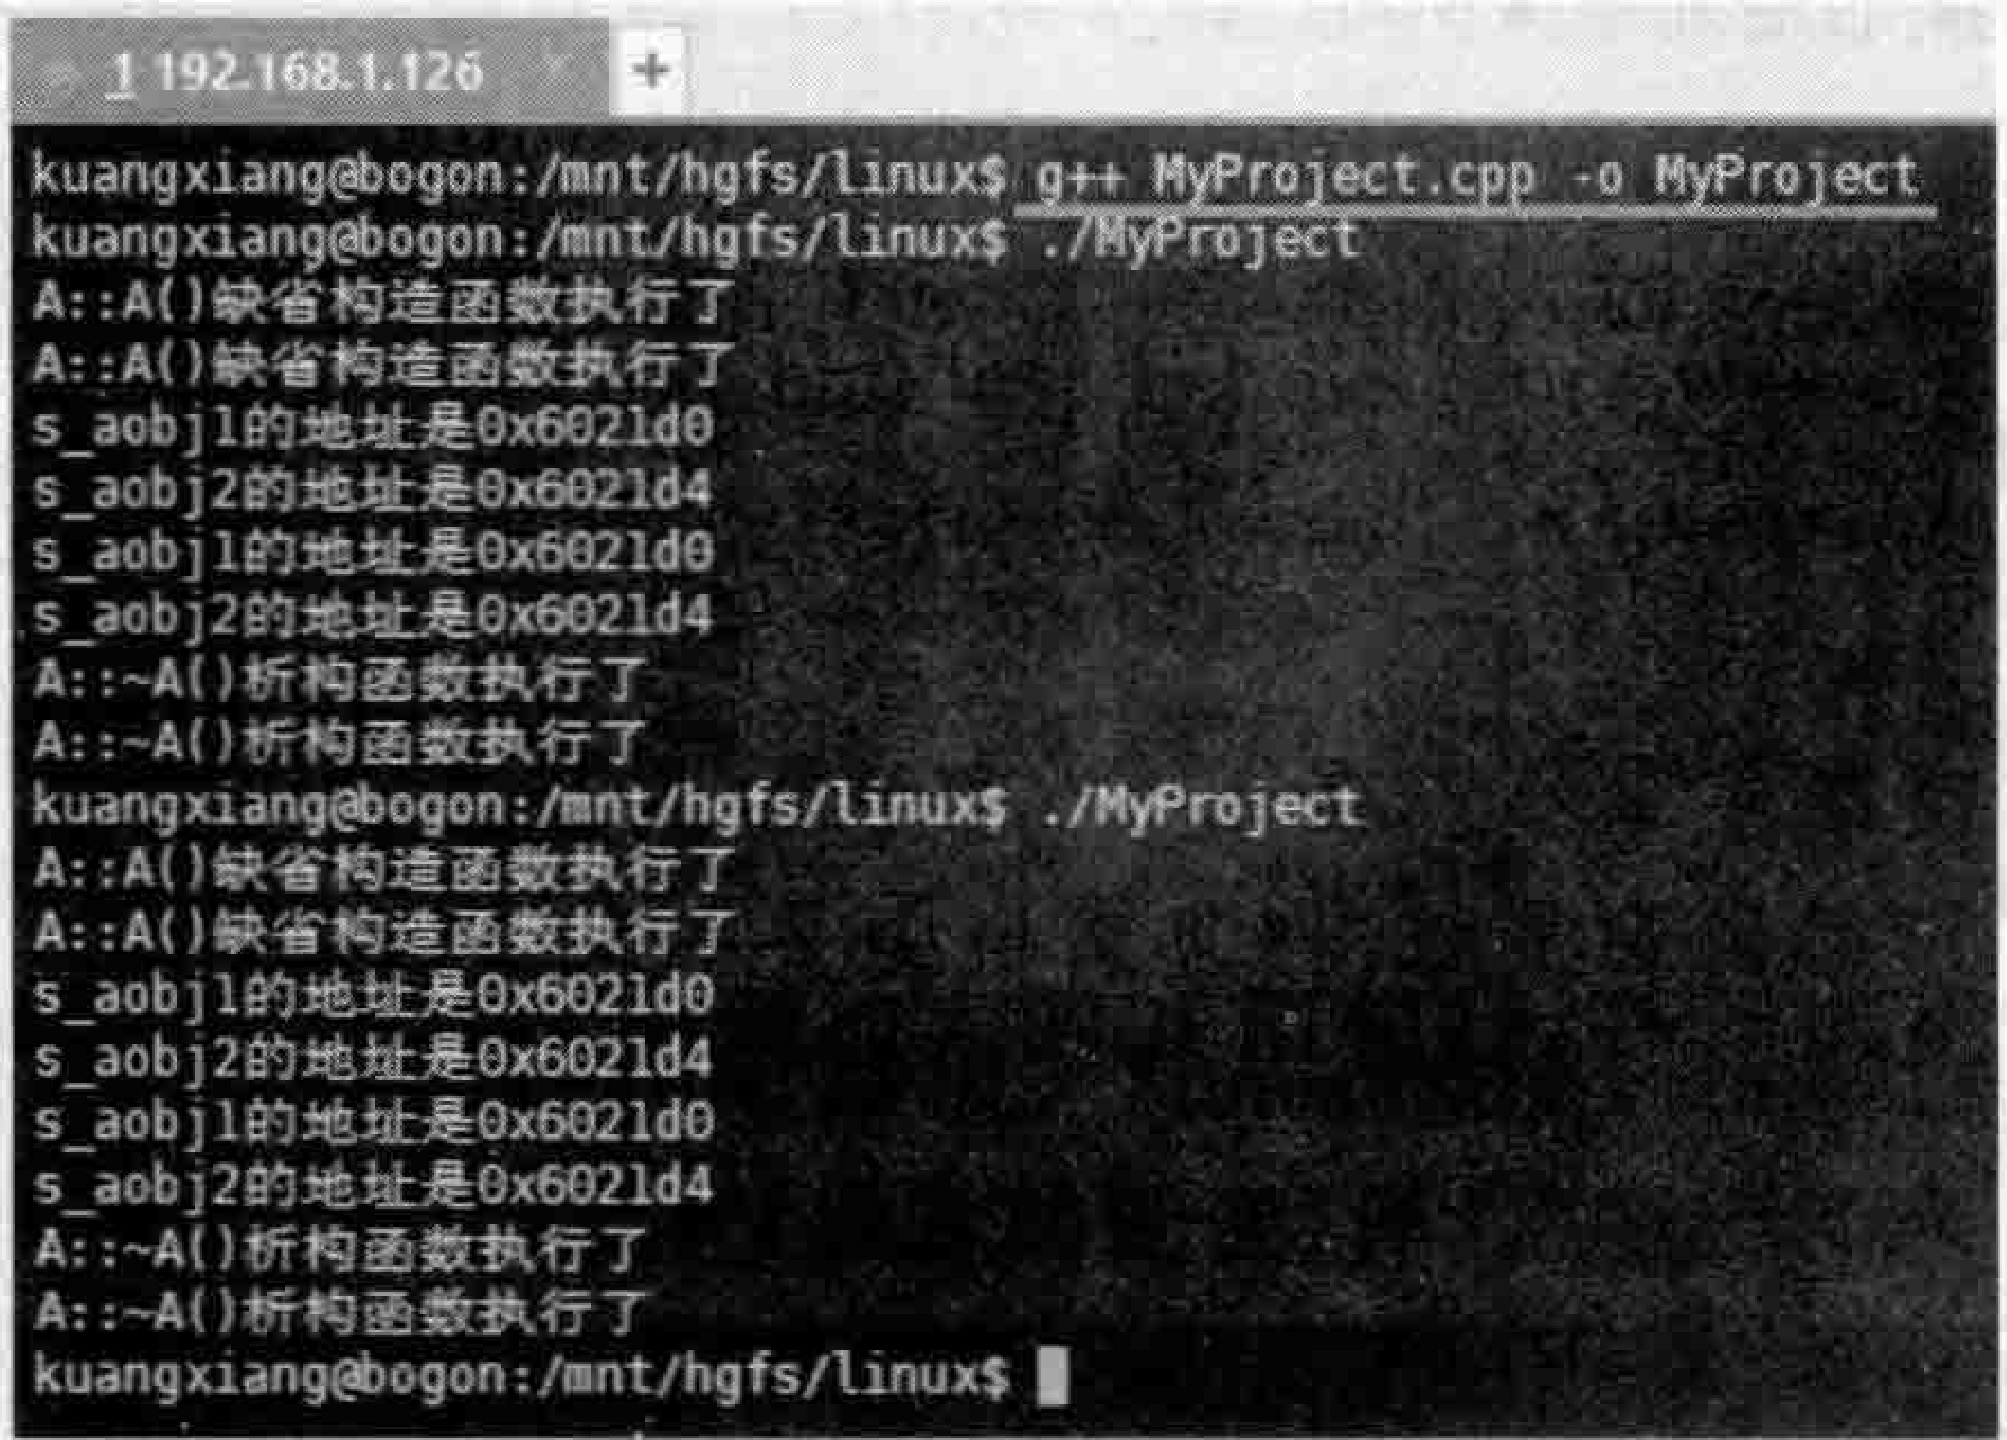 1 192.168.1.126 × +
kuangxiang@bogon:/mnt/hgfs/linux$ g++ MyProject.cpp -o MyProject
kuangxiang@bogon:/mnt/hgfs/linux$ ./MyProject
A::A()缺省构造函数执行了
A::A()缺省构造函数执行了
s_aobj1的地址是0x6021d0
s_aobj2的地址是0x6021d4
s_aobj1的地址是0x6021d0
s_aobj2的地址是0x6021d4
A::~A()析构函数执行了
A::~A()析构函数执行了
kuangxiang@bogon:/mnt/hgfs/linux$ ./MyProject
A::A()缺省构造函数执行了
A::A()缺省构造函数执行了
s_aobj1的地址是0x6021d0
s_aobj2的地址是0x6021d4
s_aobj1的地址是0x6021d0
s_aobj2的地址是0x6021d4
A::~A()析构函数执行了
A::~A()析构函数执行了
kuangxiang@bogon:/mnt/hgfs/linux$